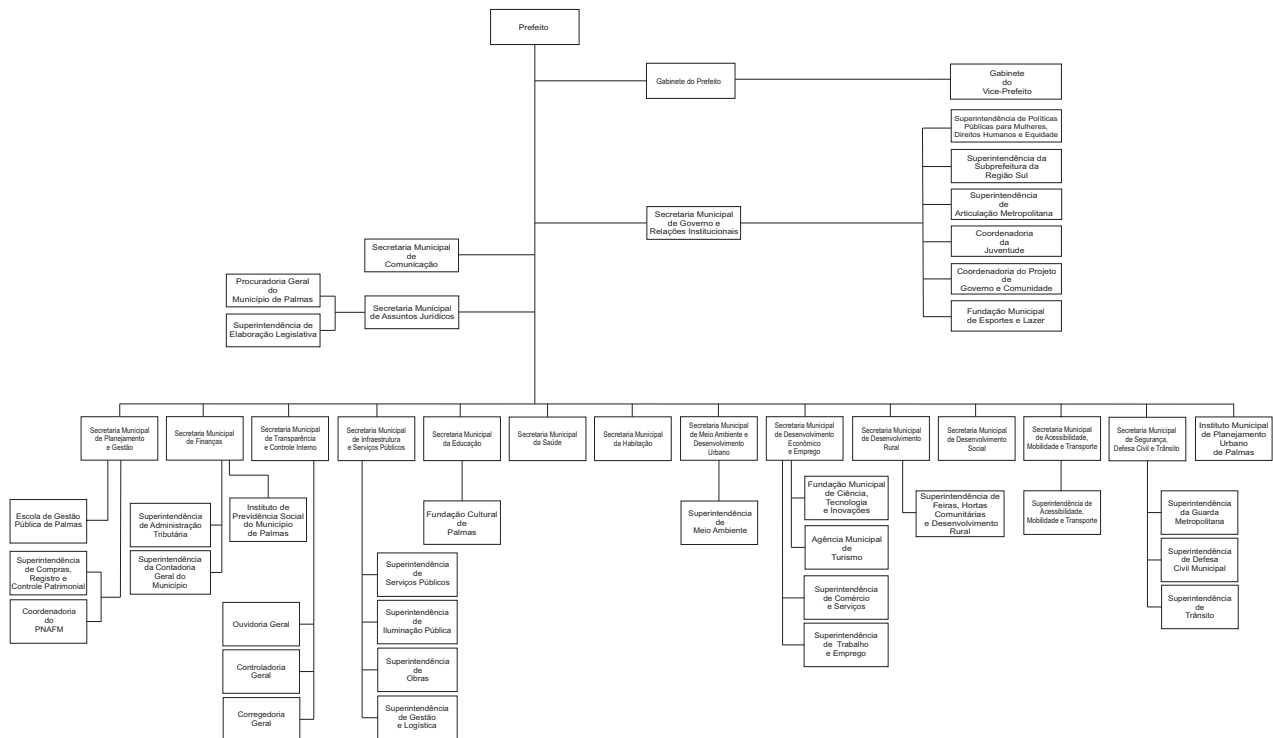 Prefeito
Gabinete do Prefeito
Gabinete
do
Vice-Prefeito
Superintendência de Políticas
Públicas para Mulheres,
Direitos Humanos e Equidade
Superintendência da
Subprefeitura da
Região Sul
Superintendência
de
Articulação Metropolitana
Secretaria Municipal
de Governo e
Relações Institucionais
Coordenadoria
da
Juventude
Coordenadoria do Projeto
de
Governo e Comunidade
Fundação Municipal
de Esportes e Lazer
Secretaria Municipal
de
Comunicação
Procuradoria Geral
do
Município de Palmas
Superintendência de
Elaboração Legislativa
Secretaria Municipal
de Assuntos Jurídicos
Secretaria Municipal
de Planejamento
e Gestão
Secretaria Municipal
de Finanças
Secretaria Municipal
de Transparência
e Controle Interno
Secretaria Municipal
de Infraestrutura
e Serviços Públicos
Secretaria Municipal
da Educação
Secretaria Municipal
da Saúde
Secretaria Municipal
da Habitação
Secretaria Municipal
de Meio Ambiente e
Desenvolvimento
Urbano
Secretaria Municipal
de Desenvolvimento
Econômico
e Emprego
Secretaria Municipal
de Desenvolvimento
Rural
Secretaria Municipal
de Desenvolvimento
Social
Secretaria Municipal
de Acessibilidade,
Mobilidade e Transporte
Secretaria Municipal
de Segurança,
Defesa Civil e Trânsito
Instituto Municipal
de Planejamento
Urbano
de Palmas
Escola de Gestão
Pública de Palmas
Superintendência
de Compras,
Registro e
Controle Patrimonial
Coordenadoria
do
PNAFM
Superintendência
de Administração
Tributária
Superintendência
da Contadoria
Geral do
Município
Instituto de
Previdência Social
do Município
de Palmas
Ouvidoria Geral
Controladoria
Geral
Corregedoria
Geral
Superintendência
de
Serviços Públicos
Superintendência
de
Iluminação Pública
Superintendência
de
Obras
Superintendência
de Gestão
e Logística
Fundação Cultural
de
Palmas
Superintendência
de
Meio Ambiente
Fundação Municipal
de Ciência,
Tecnologia
e Inovações
Agência Municipal
de
Turismo
Superintendência
de Comércio
e Serviços
Superintendência
de Trabalho
e Emprego
Superintendência de
Feiras, Hortas
Comunitárias
e Desenvolvimento
Rural
Superintendência de
Acessibilidade,
Mobilidade e Transporte
Superintendência
da Guarda
Metropolitana
Superintendência
de Defesa
Civil Municipal
Superintendência
de
Trânsito